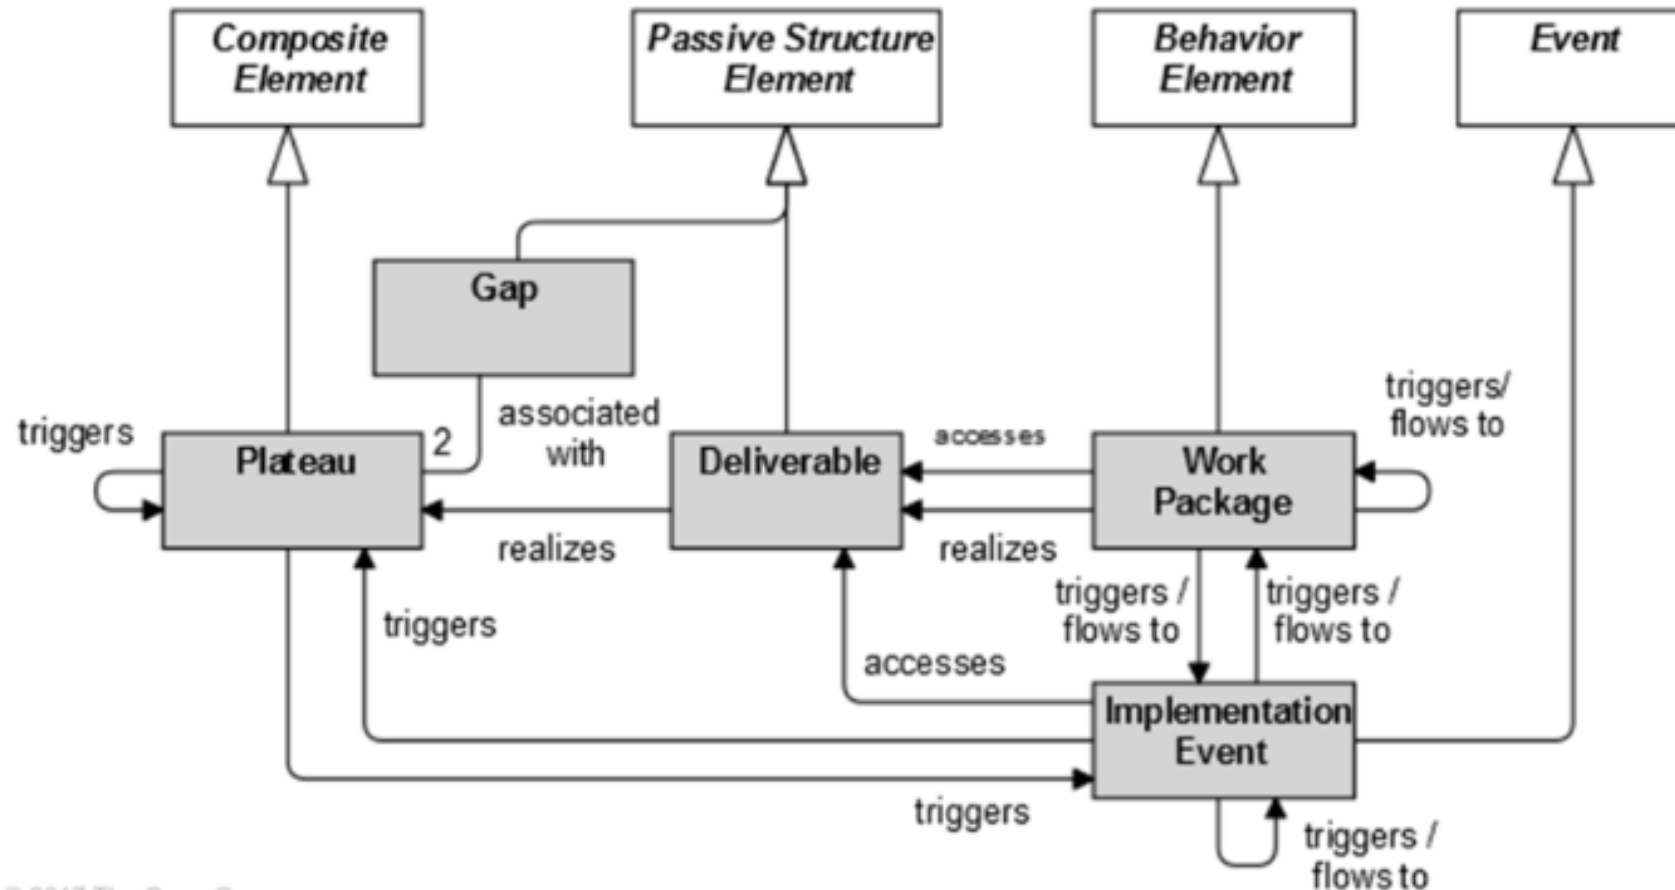 Composite
Element
Passive Structure
Element
Behavior
Element
Event
Gap
triggers/
flows to
triggers
2
associated
with
accesses
Plateau
Deliverable
Work
Package
realizes
realizes
triggers /
flows to
triggers /
flows to
triggers
accesses
Implementation
Event
triggers
triggers /
flows to